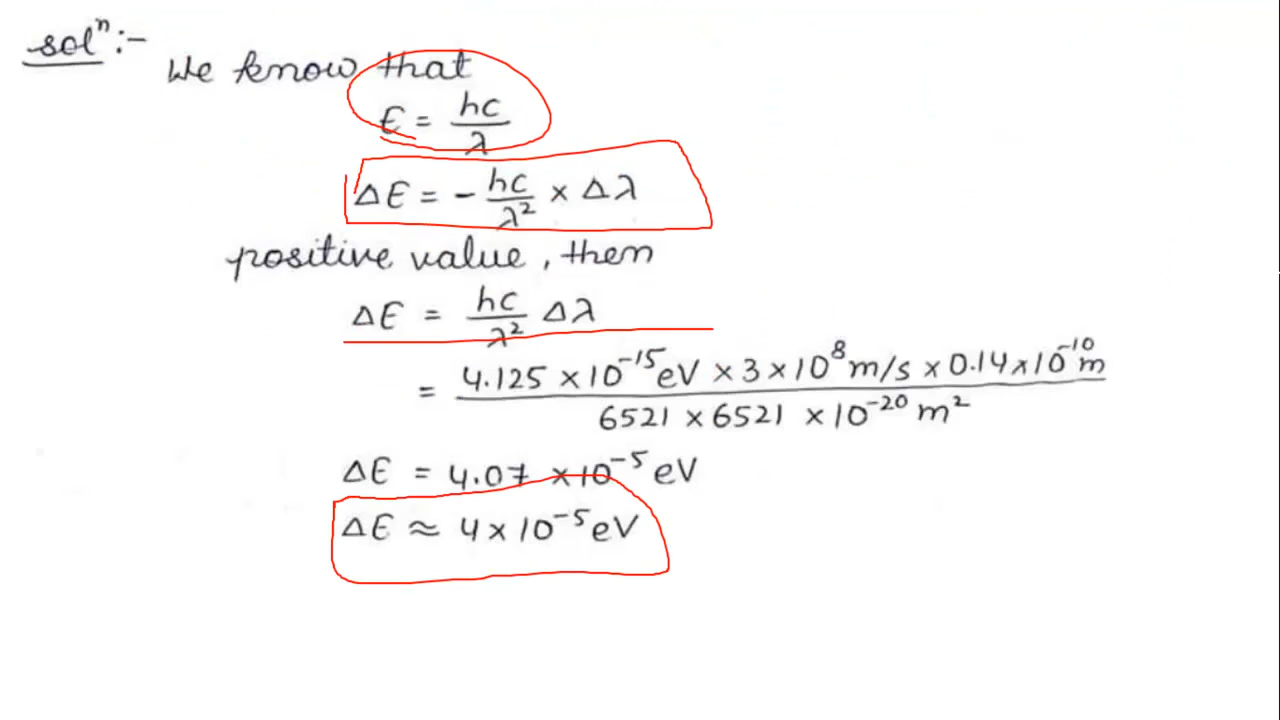 solⁿ :-
We know that
E = hc/λ
ΔE = - hc/λ² × Δλ
positive value, then
ΔE = hc/λ² Δλ
= 4.125 × 10⁻¹⁵ eV × 3 × 10⁸ m/s × 0.14 × 10⁻¹⁰ m / 6521 × 6521 × 10⁻²⁰ m²
ΔE = 4.07 × 10⁻⁵ eV
ΔE ≈ 4 × 10⁻⁵ eV